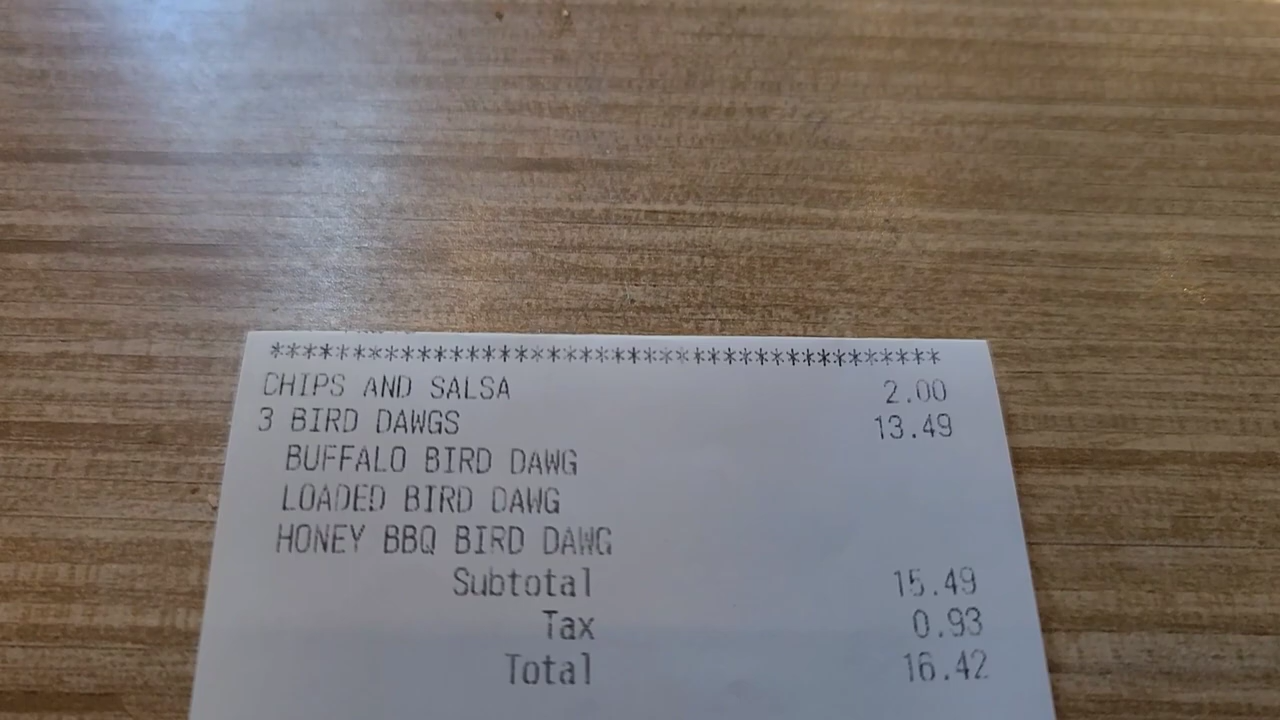 ******************************************
CHIPS AND SALSA 2.00
3 BIRD DAWGS 13.49
BUFFALO BIRD DAWG
LOADED BIRD DAWG
HONEY BBQ BIRD DAWG
Subtotal 15.49
Tax 0.93
Total 16.42